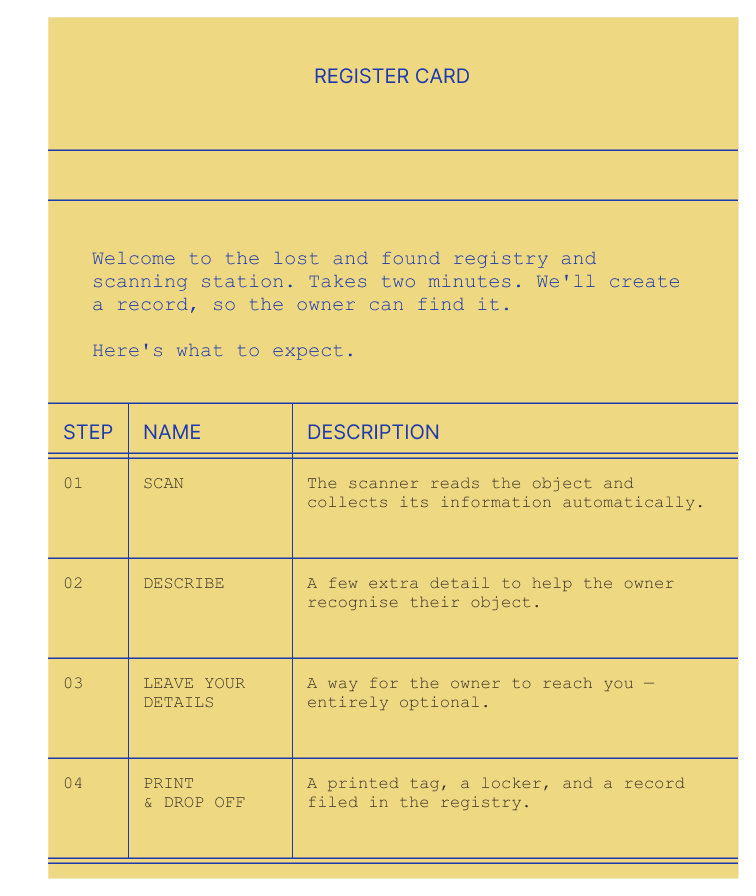 REGISTER CARD
Welcome to the lost and found registry and
scanning station. Takes two minutes. We'll create
a record, so the owner can find it.
Here's what to expect.
STEP NAME DESCRIPTION
01 SCAN The scanner reads the object and
collects its information automatically.
02 DESCRIBE A few extra detail to help the owner
recognise their object.
03 LEAVE YOUR A way for the owner to reach you —
DETAILS entirely optional.
04 PRINT A printed tag, a locker, and a record
& DROP OFF filed in the registry.